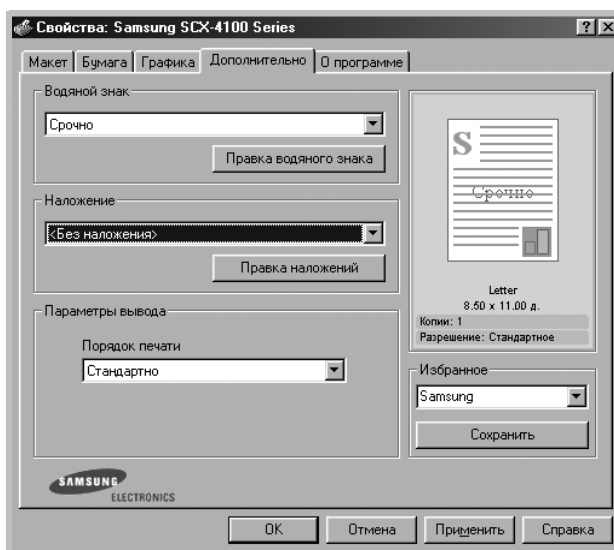 Свойства: Samsung SCX-4100 Series
Макет Бумага Графика Дополнительно О программе
Водяной знак
Срочно
Правка водяного знака
Наложение
<Без наложения>
Правка наложений
Параметры вывода
Порядок печати
Стандартно
S
Срочно
Letter
8.50 x 11.00 д.
Копии: 1
Разрешение: Стандартное
Избранное
Samsung
Сохранить
SAMSUNG
ELECTRONICS
OK Отмена Применить Справка